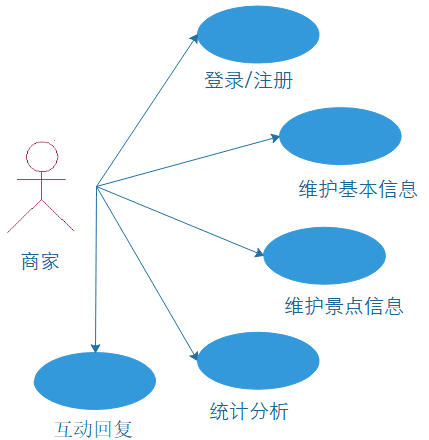 登录/注册
维护基本信息
商家
维护景点信息
统计分析
互动回复